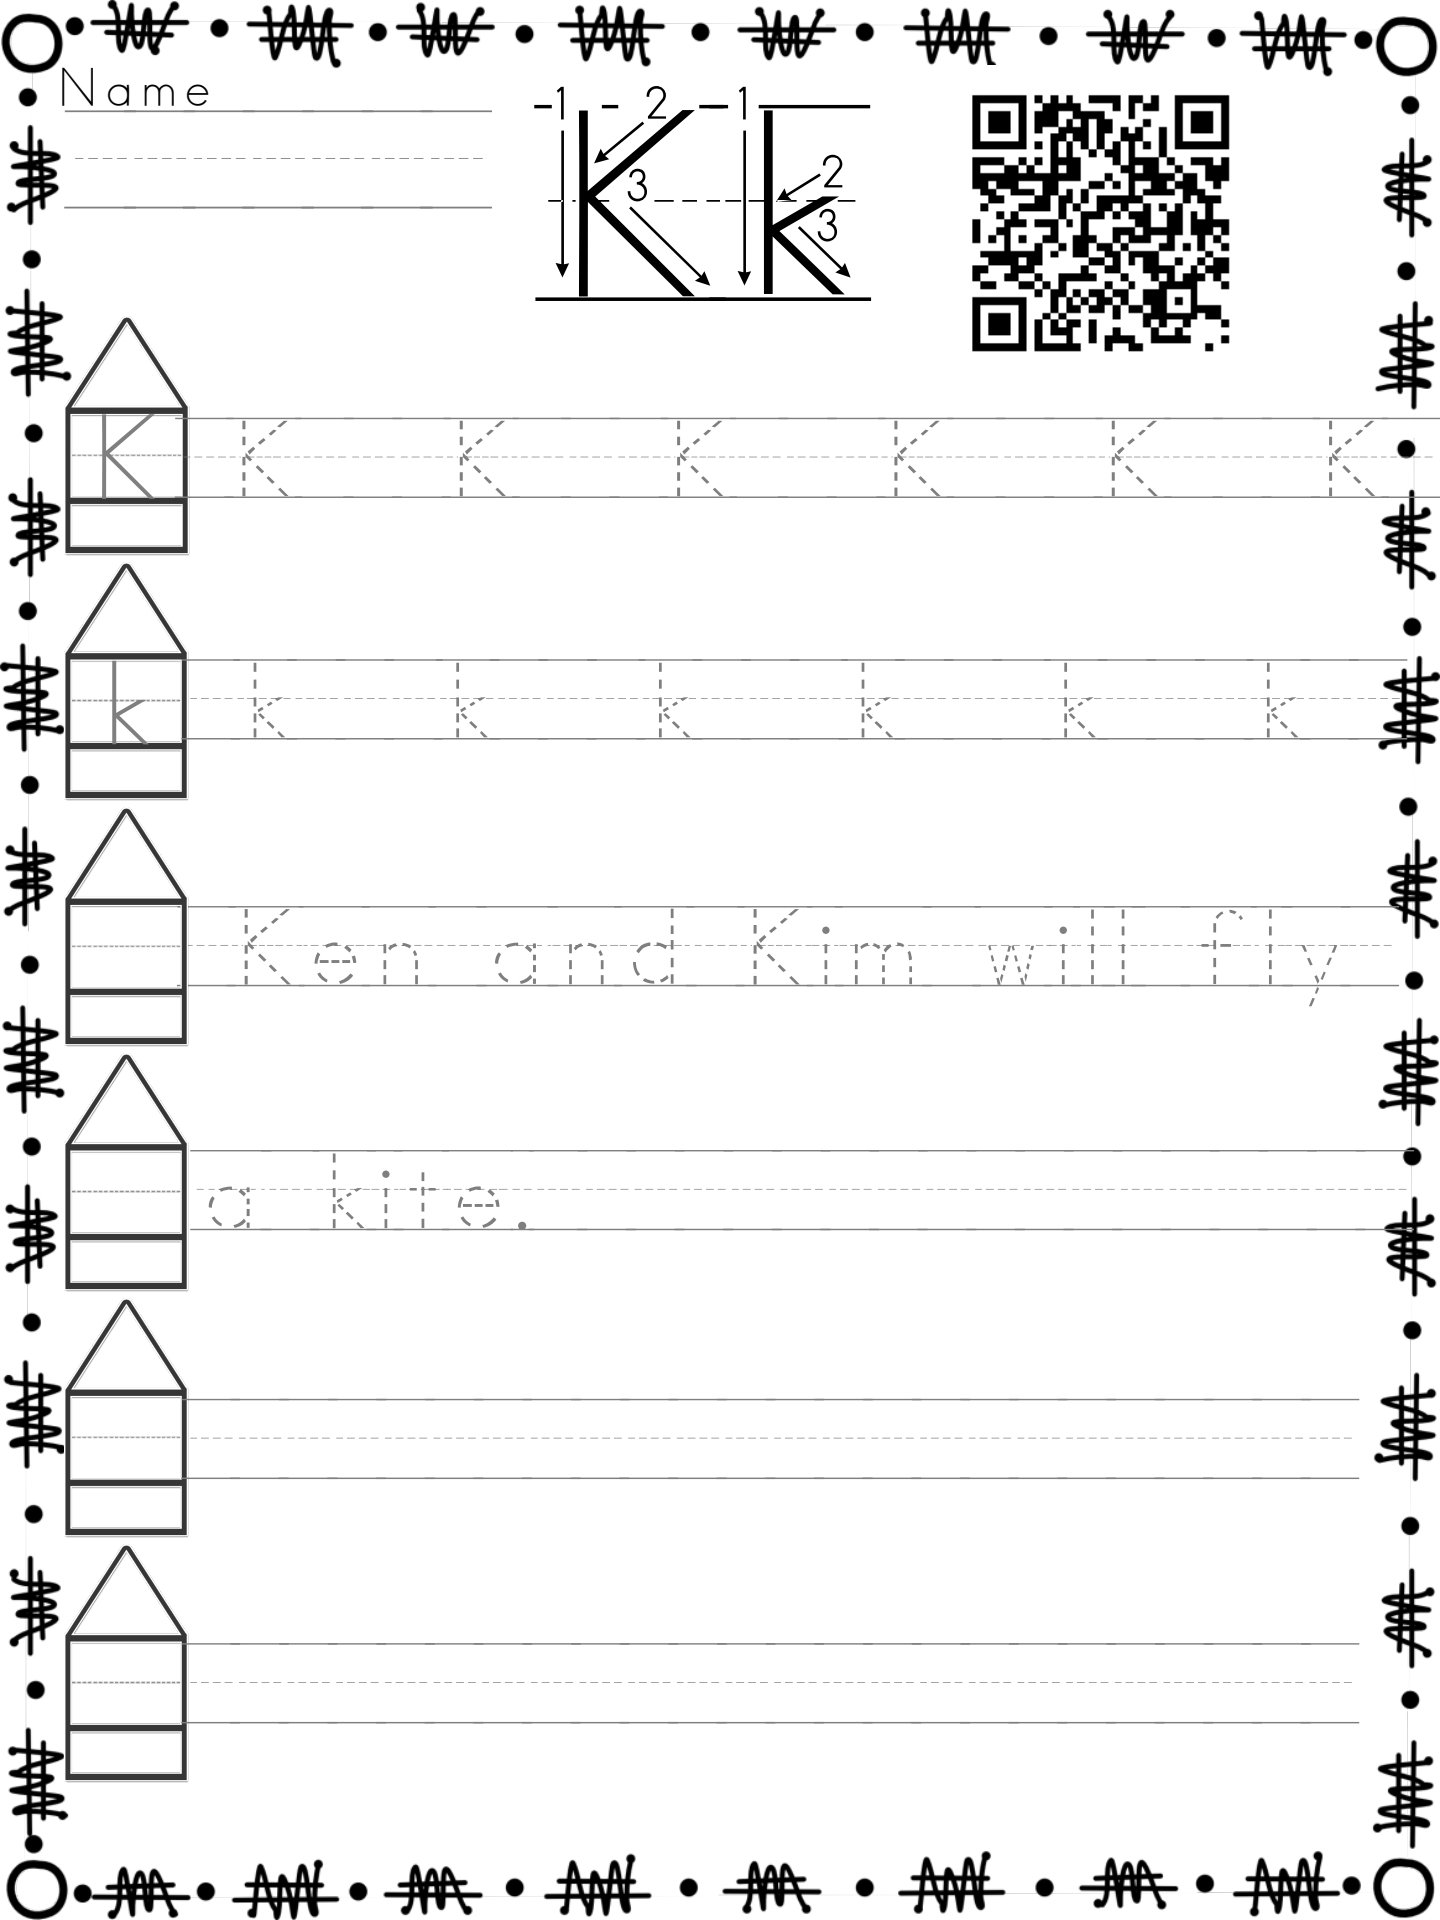 Name
1 2 1
2
3
3
K K K K K K K
k k k k k k k
Ken and Kim will fly
a kite.